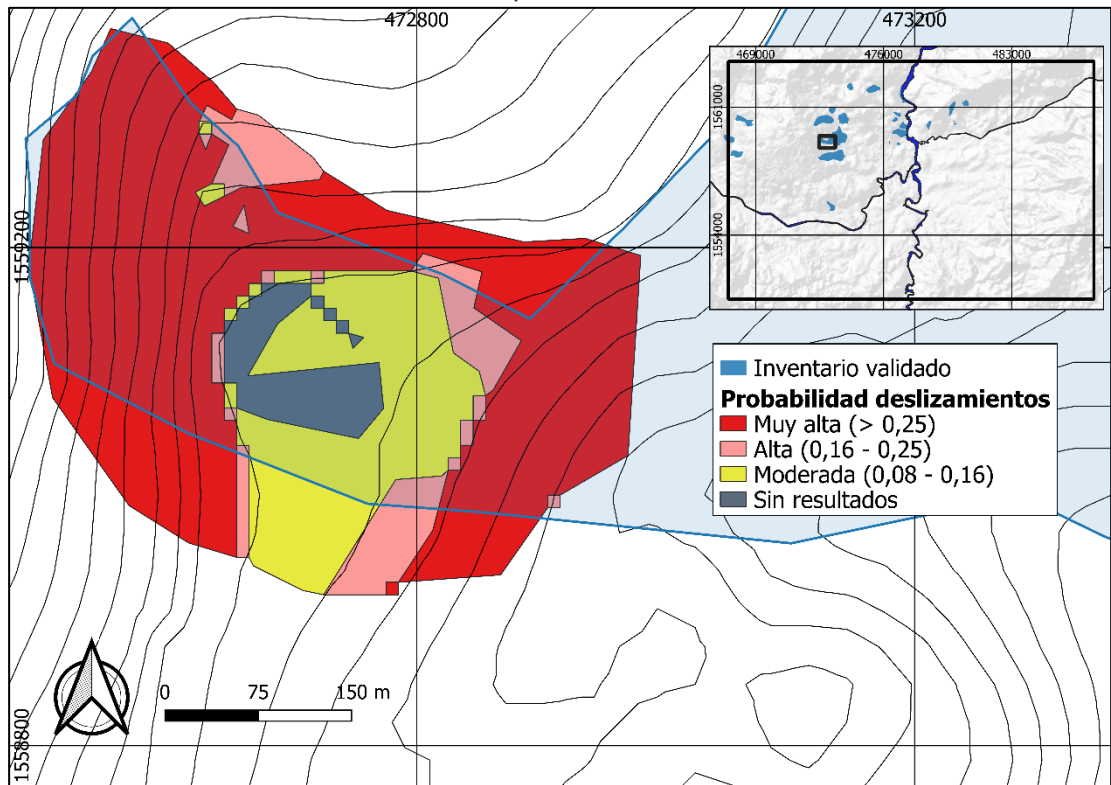 472800
473200
469000
476000
483000
1561000
1554000
1559200
1558800
Inventario validado
Probabilidad deslizamientos
Muy alta (> 0,25)
Alta (0,16 - 0,25)
Moderada (0,08 - 0,16)
Sin resultados
0
75
150 m